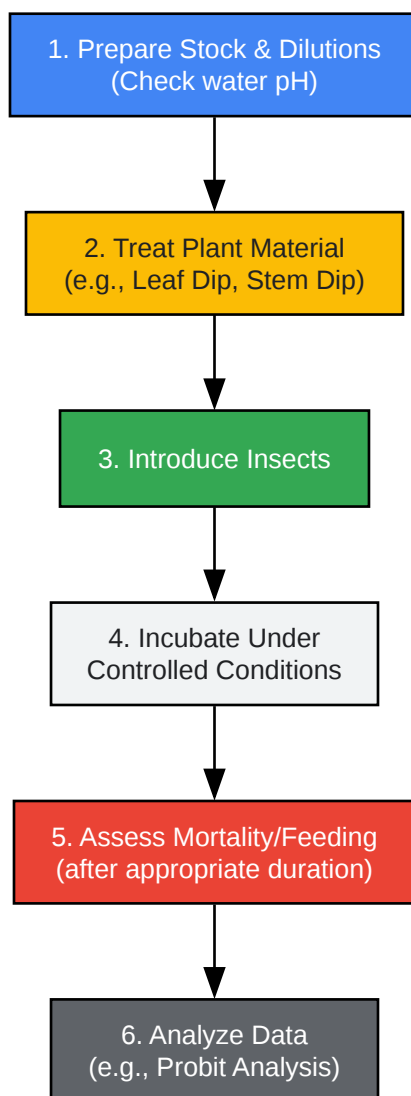 1. Prepare Stock & Dilutions
(Check water pH)
2. Treat Plant Material
(e.g., Leaf Dip, Stem Dip)
3. Introduce Insects
4. Incubate Under
Controlled Conditions
5. Assess Mortality/Feeding
(after appropriate duration)
6. Analyze Data
(e.g., Probit Analysis)